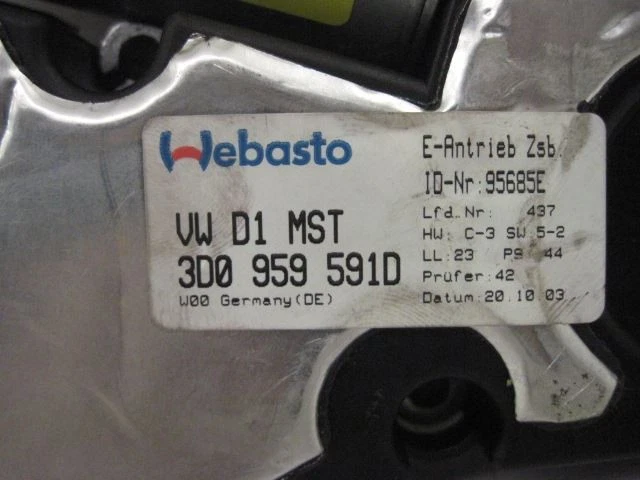 Webasto
VW D1 MST
3D0 959 591D
W00 Germany(DE)
E-Antrieb Zsb.
ID-Nr:95685E
Lfd.Nr: 437
HW: C-3 SW:5-2
LL:23 PS:44
Prüfer:42
Datum:20.10.03